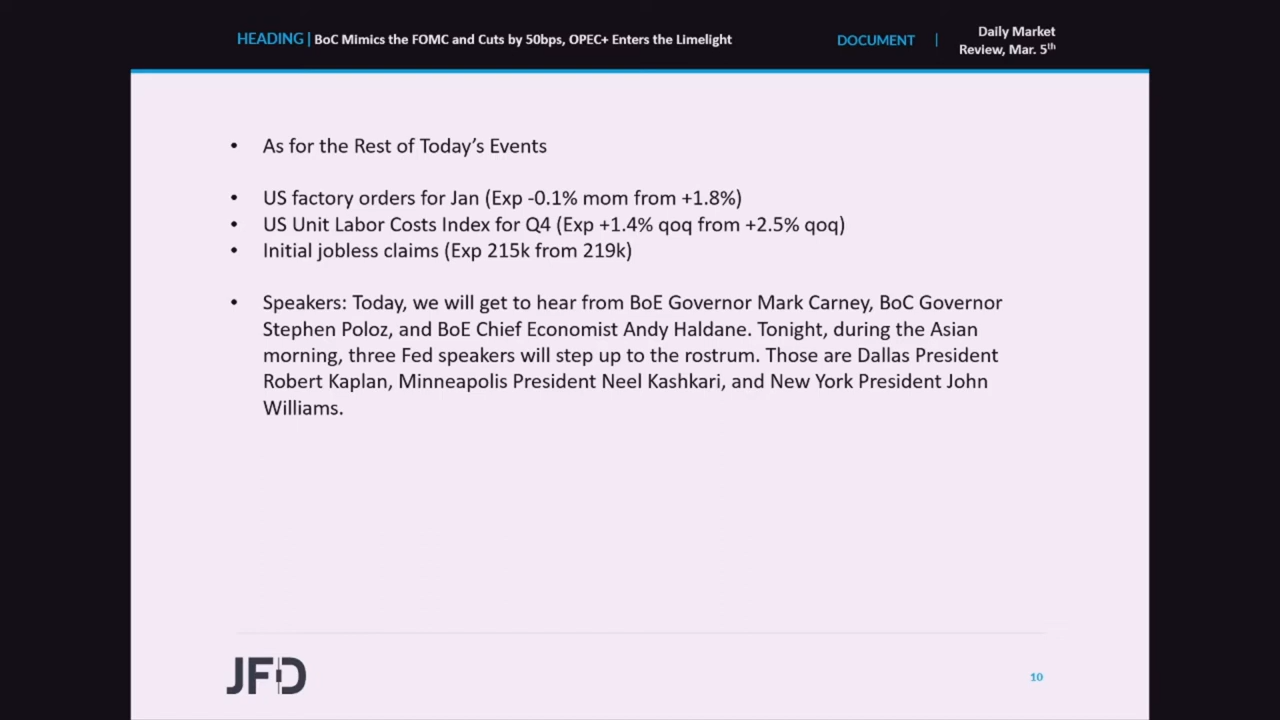 HEADING | BoC Mimics the FOMC and Cuts by 50bps, OPEC+ Enters the Limelight
DOCUMENT | Daily Market
Review, Mar. 5th
• As for the Rest of Today's Events
• US factory orders for Jan (Exp -0.1% mom from +1.8%)
• US Unit Labor Costs Index for Q4 (Exp +1.4% qoq from +2.5% qoq)
• Initial jobless claims (Exp 215k from 219k)
• Speakers: Today, we will get to hear from BoE Governor Mark Carney, BoC Governor
Stephen Poloz, and BoE Chief Economist Andy Haldane. Tonight, during the Asian
morning, three Fed speakers will step up to the rostrum. Those are Dallas President
Robert Kaplan, Minneapolis President Neel Kashkari, and New York President John
Williams.
JFD
10